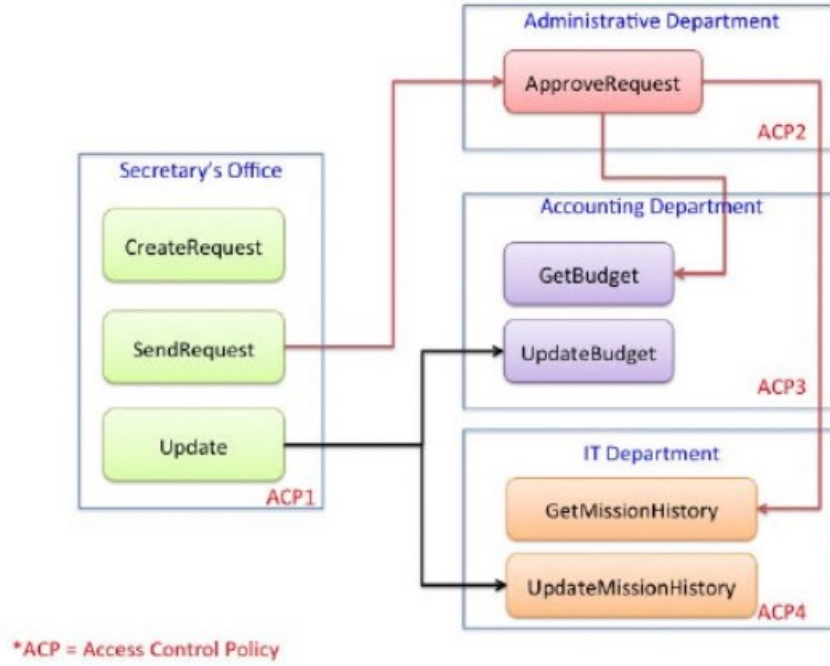 Administrative Department
ApproveRequest
ACP2
Secretary's Office
CreateRequest
SendRequest
Update
ACP1
Accounting Department
GetBudget
UpdateBudget
ACP3
IT Department
GetMissionHistory
UpdateMissionHistory
ACP4
*ACP = Access Control Policy